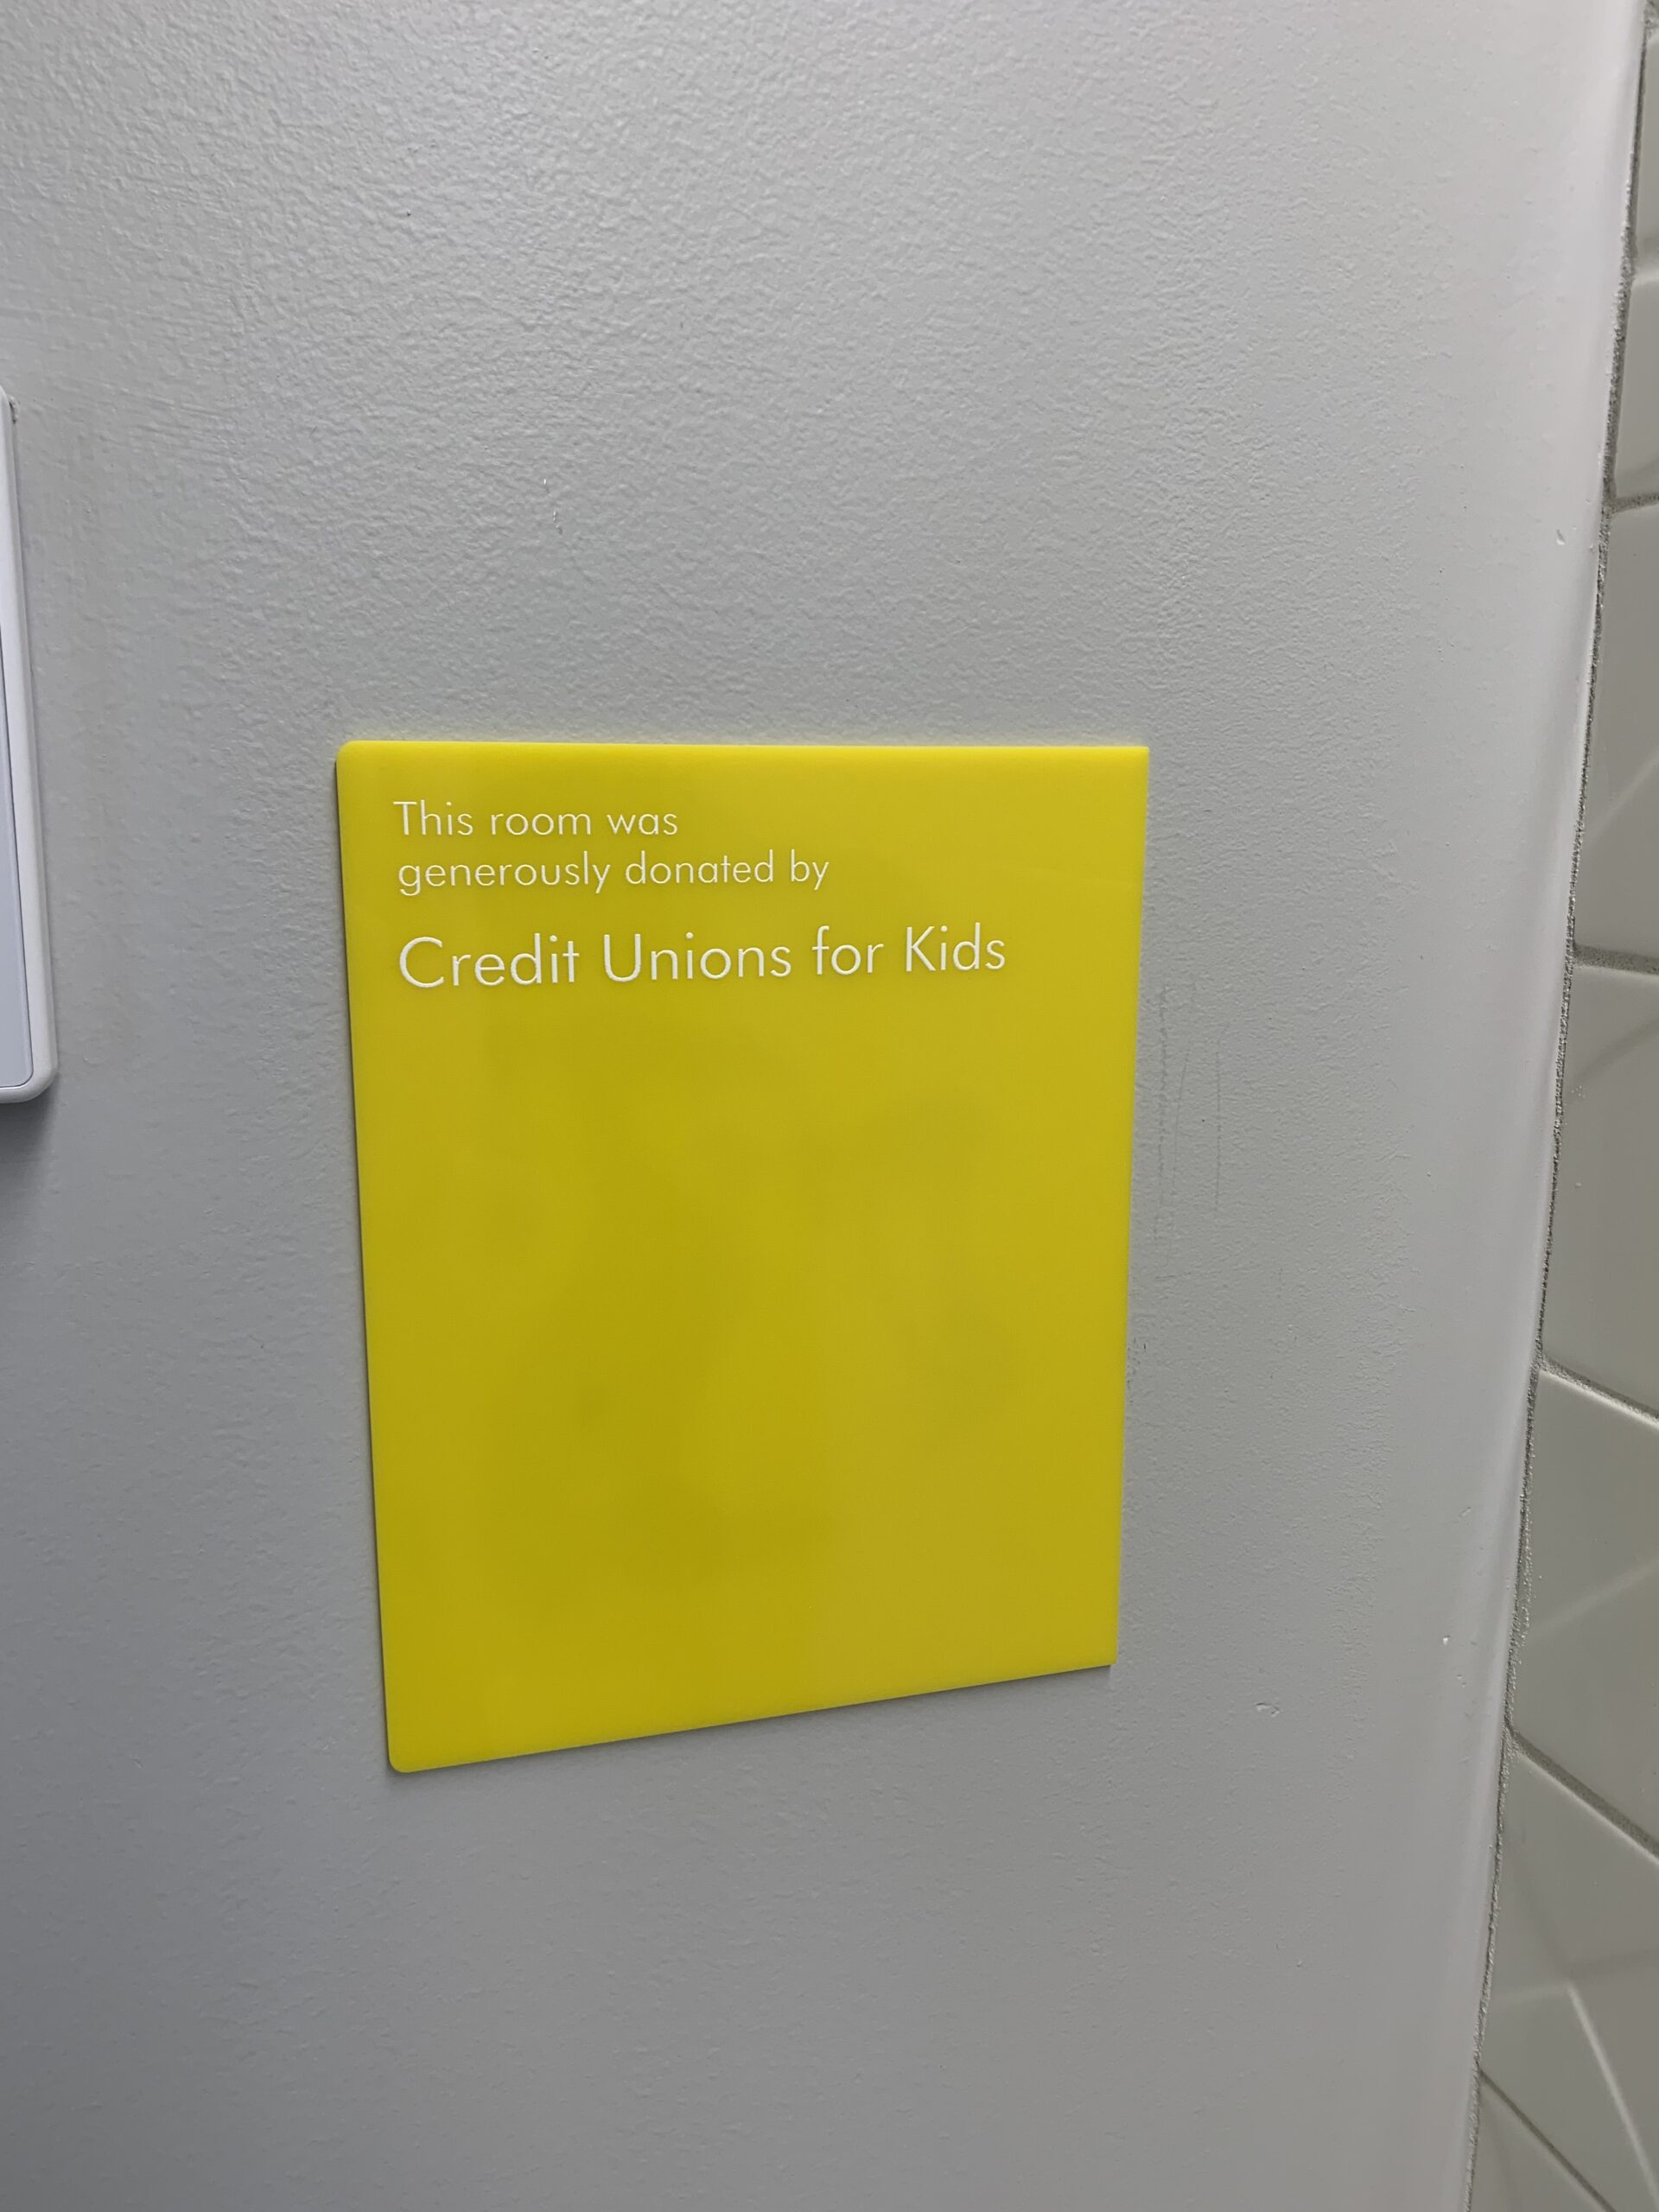 This room was
generously donated by
Credit Unions for Kids